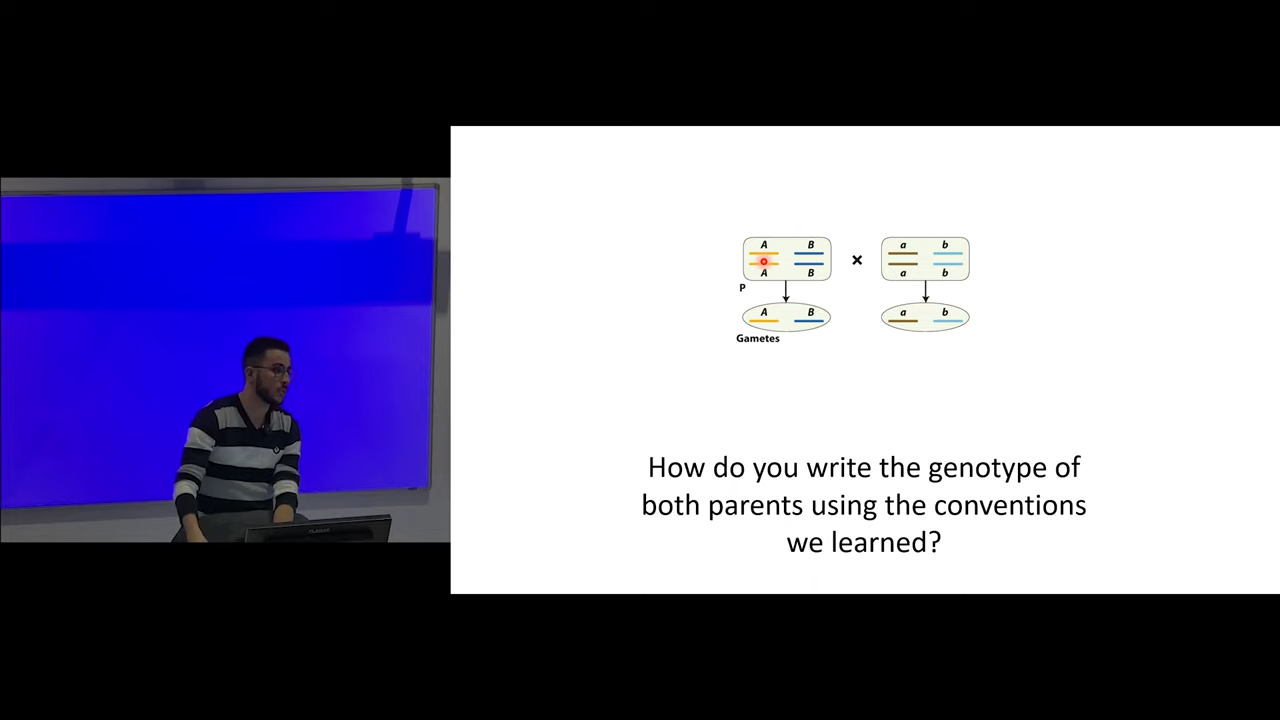 A B a b
× 
A B a b
P
A B a b
Gametes
How do you write the genotype of
both parents using the conventions
we learned?